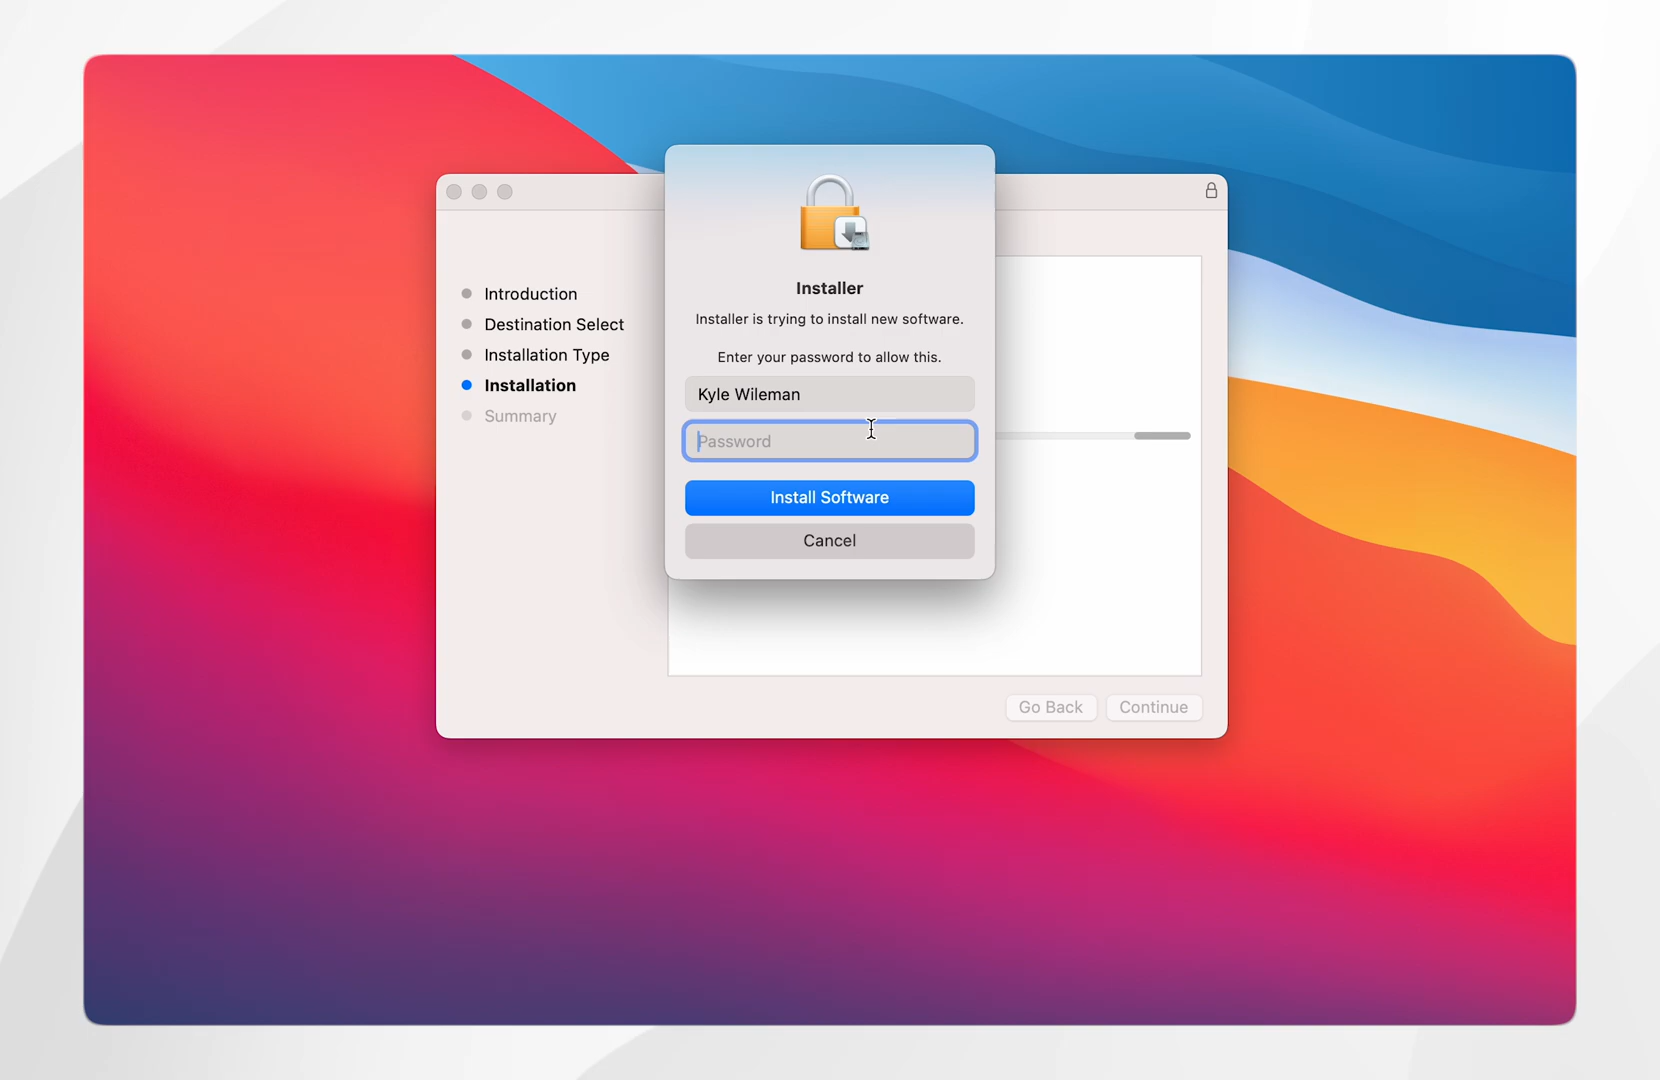 Introduction
Destination Select
Installation Type
Installation
Summary
Installer
Installer is trying to install new software.
Enter your password to allow this.
Kyle Wileman
Password
Install Software
Cancel
Go Back
Continue